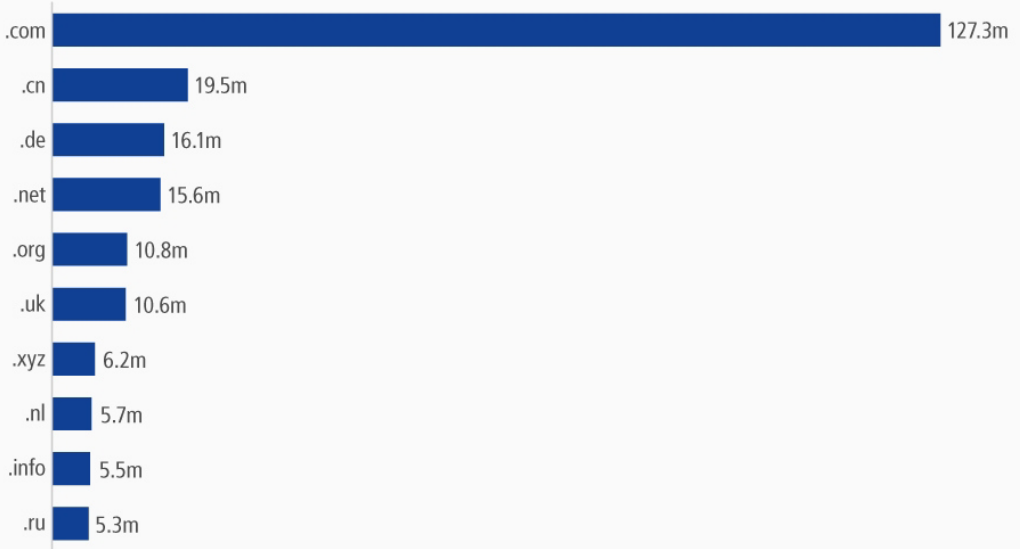 .com 127.3m
.cn 19.5m
.de 16.1m
.net 15.6m
.org 10.8m
.uk 10.6m
.xyz 6.2m
.nl 5.7m
.info 5.5m
.ru 5.3m